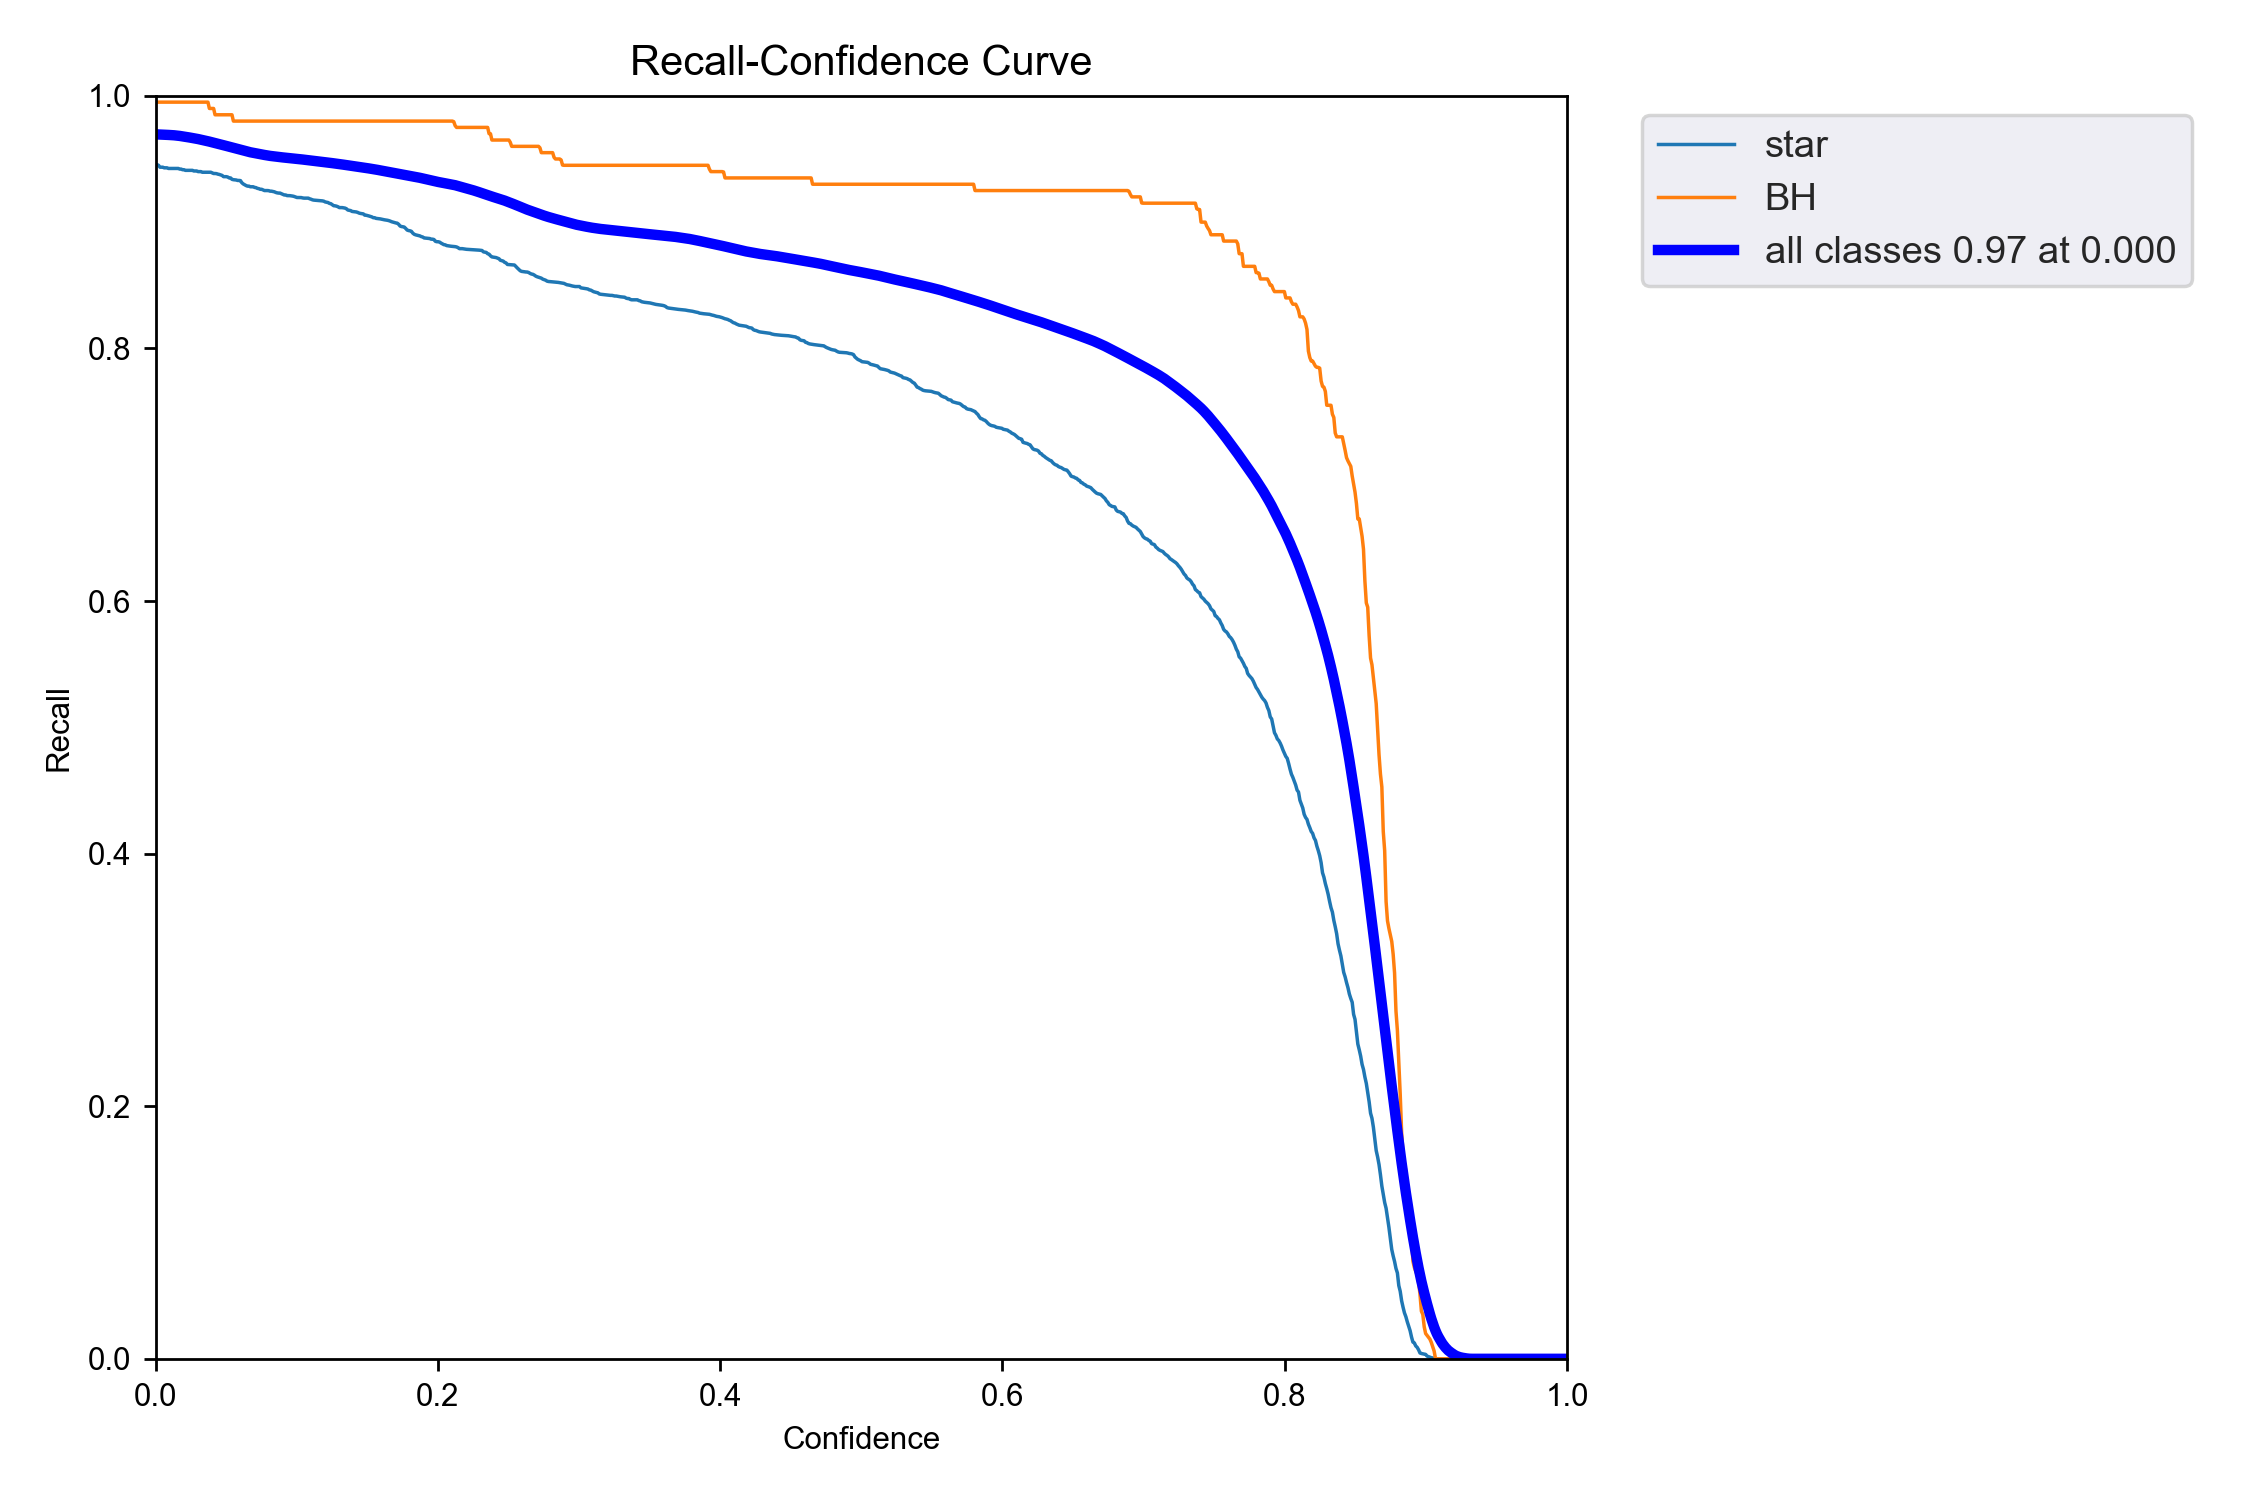 Recall-Confidence Curve
1.0
0.8
0.6
0.4
0.2
0.0
Recall
0.0 0.2 0.4 0.6 0.8 1.0
Confidence
star
BH
all classes 0.97 at 0.000